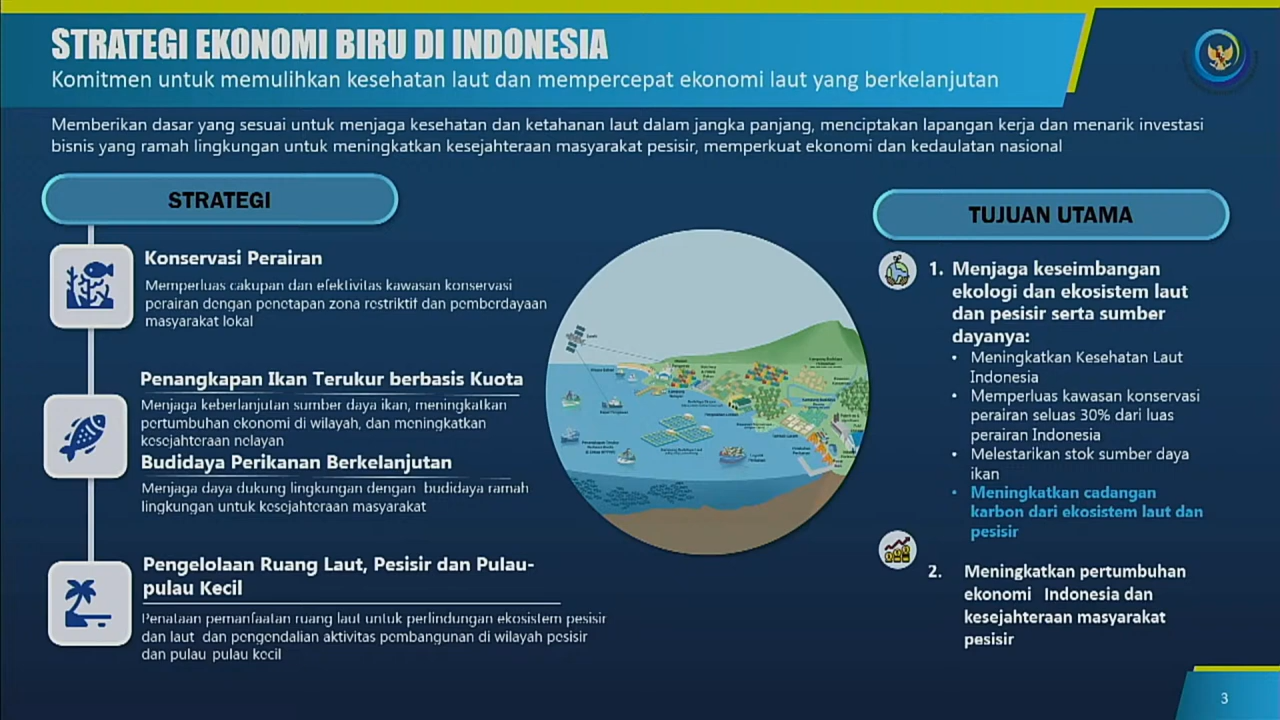 STRATEGI EKONOMI BIRU DI INDONESIA
Komitmen untuk memulihkan kesehatan laut dan mempercepat ekonomi laut yang berkelanjutan
Memberikan dasar yang sesuai untuk menjaga kesehatan dan ketahanan laut dalam jangka panjang, menciptakan lapangan kerja dan menarik investasi
bisnis yang ramah lingkungan untuk meningkatkan kesejahteraan masyarakat pesisir, memperkuat ekonomi dan kedaulatan nasional
STRATEGI
Konservasi Perairan
Memperluas cakupan dan efektivitas kawasan konservasi
perairan dengan penetapan zona restriktif dan pemberdayaan
masyarakat lokal
Penangkapan Ikan Terukur berbasis Kuota
Menjaga keberlanjutan sumber daya ikan, meningkatkan
pertumbuhan ekonomi di wilayah, dan meningkatkan
kesejahteraan nelayan
Budidaya Perikanan Berkelanjutan
Menjaga daya dukung lingkungan dengan budidaya ramah
lingkungan untuk kesejahteraan masyarakat
Pengelolaan Ruang Laut, Pesisir dan Pulau-
pulau Kecil
Penataan pemanfaatan ruang laut untuk perlindungan ekosistem pesisir
dan laut dan pengendalian aktivitas pembangunan di wilayah pesisir
dan pulau pulau kecil
TUJUAN UTAMA
1. Menjaga keseimbangan
ekologi dan ekosistem laut
dan pesisir serta sumber
dayanya:
• Meningkatkan Kesehatan Laut
Indonesia
• Memperluas kawasan konservasi
perairan seluas 30% dari luas
perairan Indonesia
• Melestarikan stok sumber daya
ikan
• Meningkatkan cadangan
karbon dari ekosistem laut dan
pesisir
2. Meningkatkan pertumbuhan
ekonomi Indonesia dan
kesejahteraan masyarakat
pesisir
3